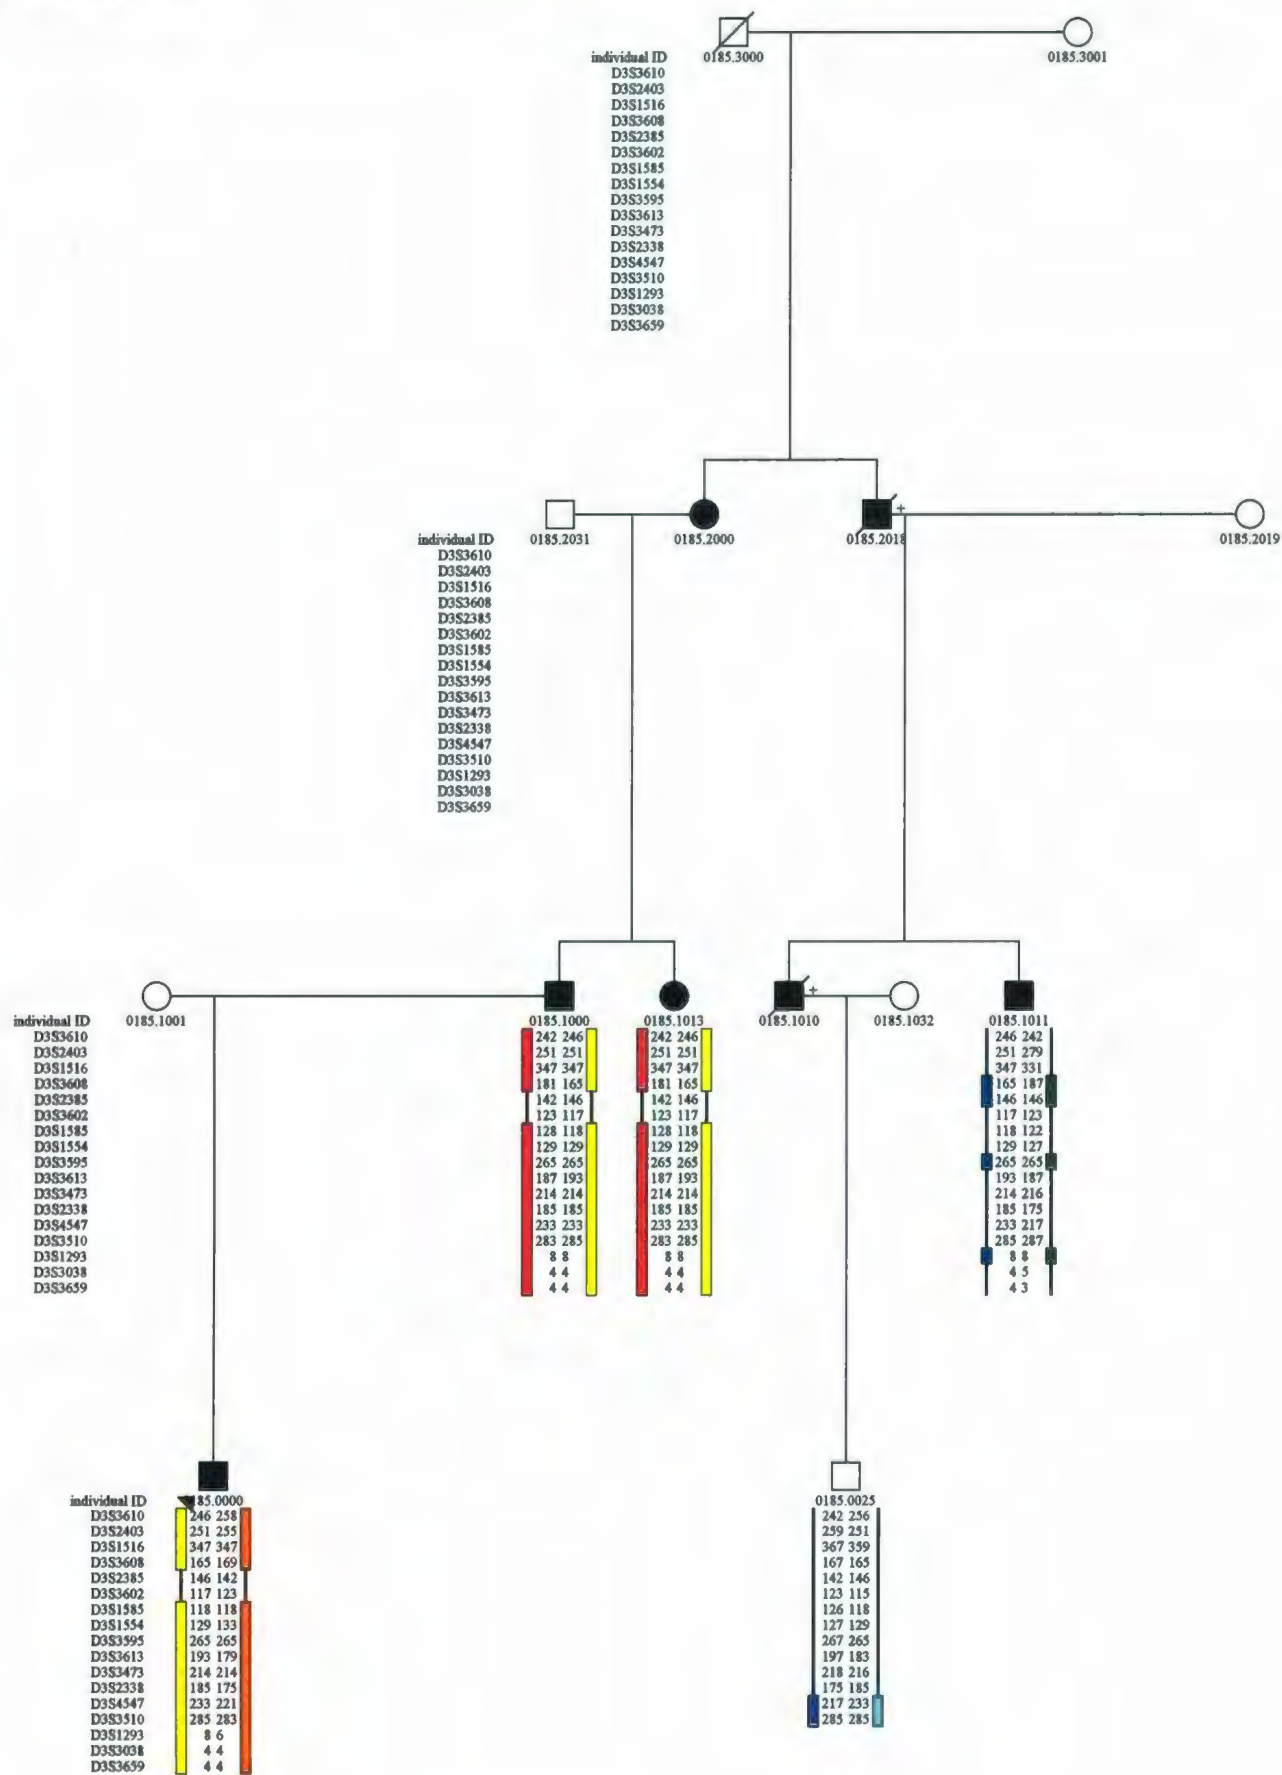 0185.3000 0185.3001
individual ID
D3S3610
D3S2403
D3S1516
D3S3608
D3S2385
D3S3602
D3S1585
D3S1554
D3S3595
D3S3613
D3S3473
D3S2338
D3S4547
D3S3510
D3S1293
D3S3038
D3S3659
+
individual ID 0185.2031 0185.2000 0185.2018 0185.2019
D3S3610
D3S2403
D3S1516
D3S3608
D3S2385
D3S3602
D3S1585
D3S1554
D3S3595
D3S3613
D3S3473
D3S2338
D3S4547
D3S3510
D3S1293
D3S3038
D3S3659
+
individual ID 0185.1001 0185.1000 0185.1013 0185.1010 0185.1032 0185.1011
D3S3610 242 246 242 246 246 242
D3S2403 251 251 251 251 251 279
D3S1516 347 347 347 347 347 331
D3S3608 181 165 181 165 165 187
D3S2385 142 146 142 146 146 146
D3S3602 123 117 123 117 117 123
D3S1585 128 118 128 118 118 122
D3S1554 129 129 129 129 129 127
D3S3595 265 265 265 265 265 265
D3S3613 187 193 187 193 193 187
D3S3473 214 214 214 214 214 216
D3S2338 185 185 185 185 185 175
D3S4547 233 233 233 233 233 217
D3S3510 283 285 283 285 285 287
D3S1293 8 8 8 8 8 8
D3S3038 4 4 4 4 4 5
D3S3659 4 4 4 4 4 3
individual ID 185.0000 0185.0025
D3S3610 246 258 242 256
D3S2403 251 255 259 251
D3S1516 347 347 367 359
D3S3608 165 169 167 165
D3S2385 146 142 142 146
D3S3602 117 123 123 115
D3S1585 118 118 126 118
D3S1554 129 133 127 129
D3S3595 265 265 267 265
D3S3613 193 179 197 183
D3S3473 214 214 218 216
D3S2338 185 175 175 185
D3S4547 233 221 217 233
D3S3510 285 283 285 285
D3S1293 8 6
D3S3038 4 4
D3S3659 4 4